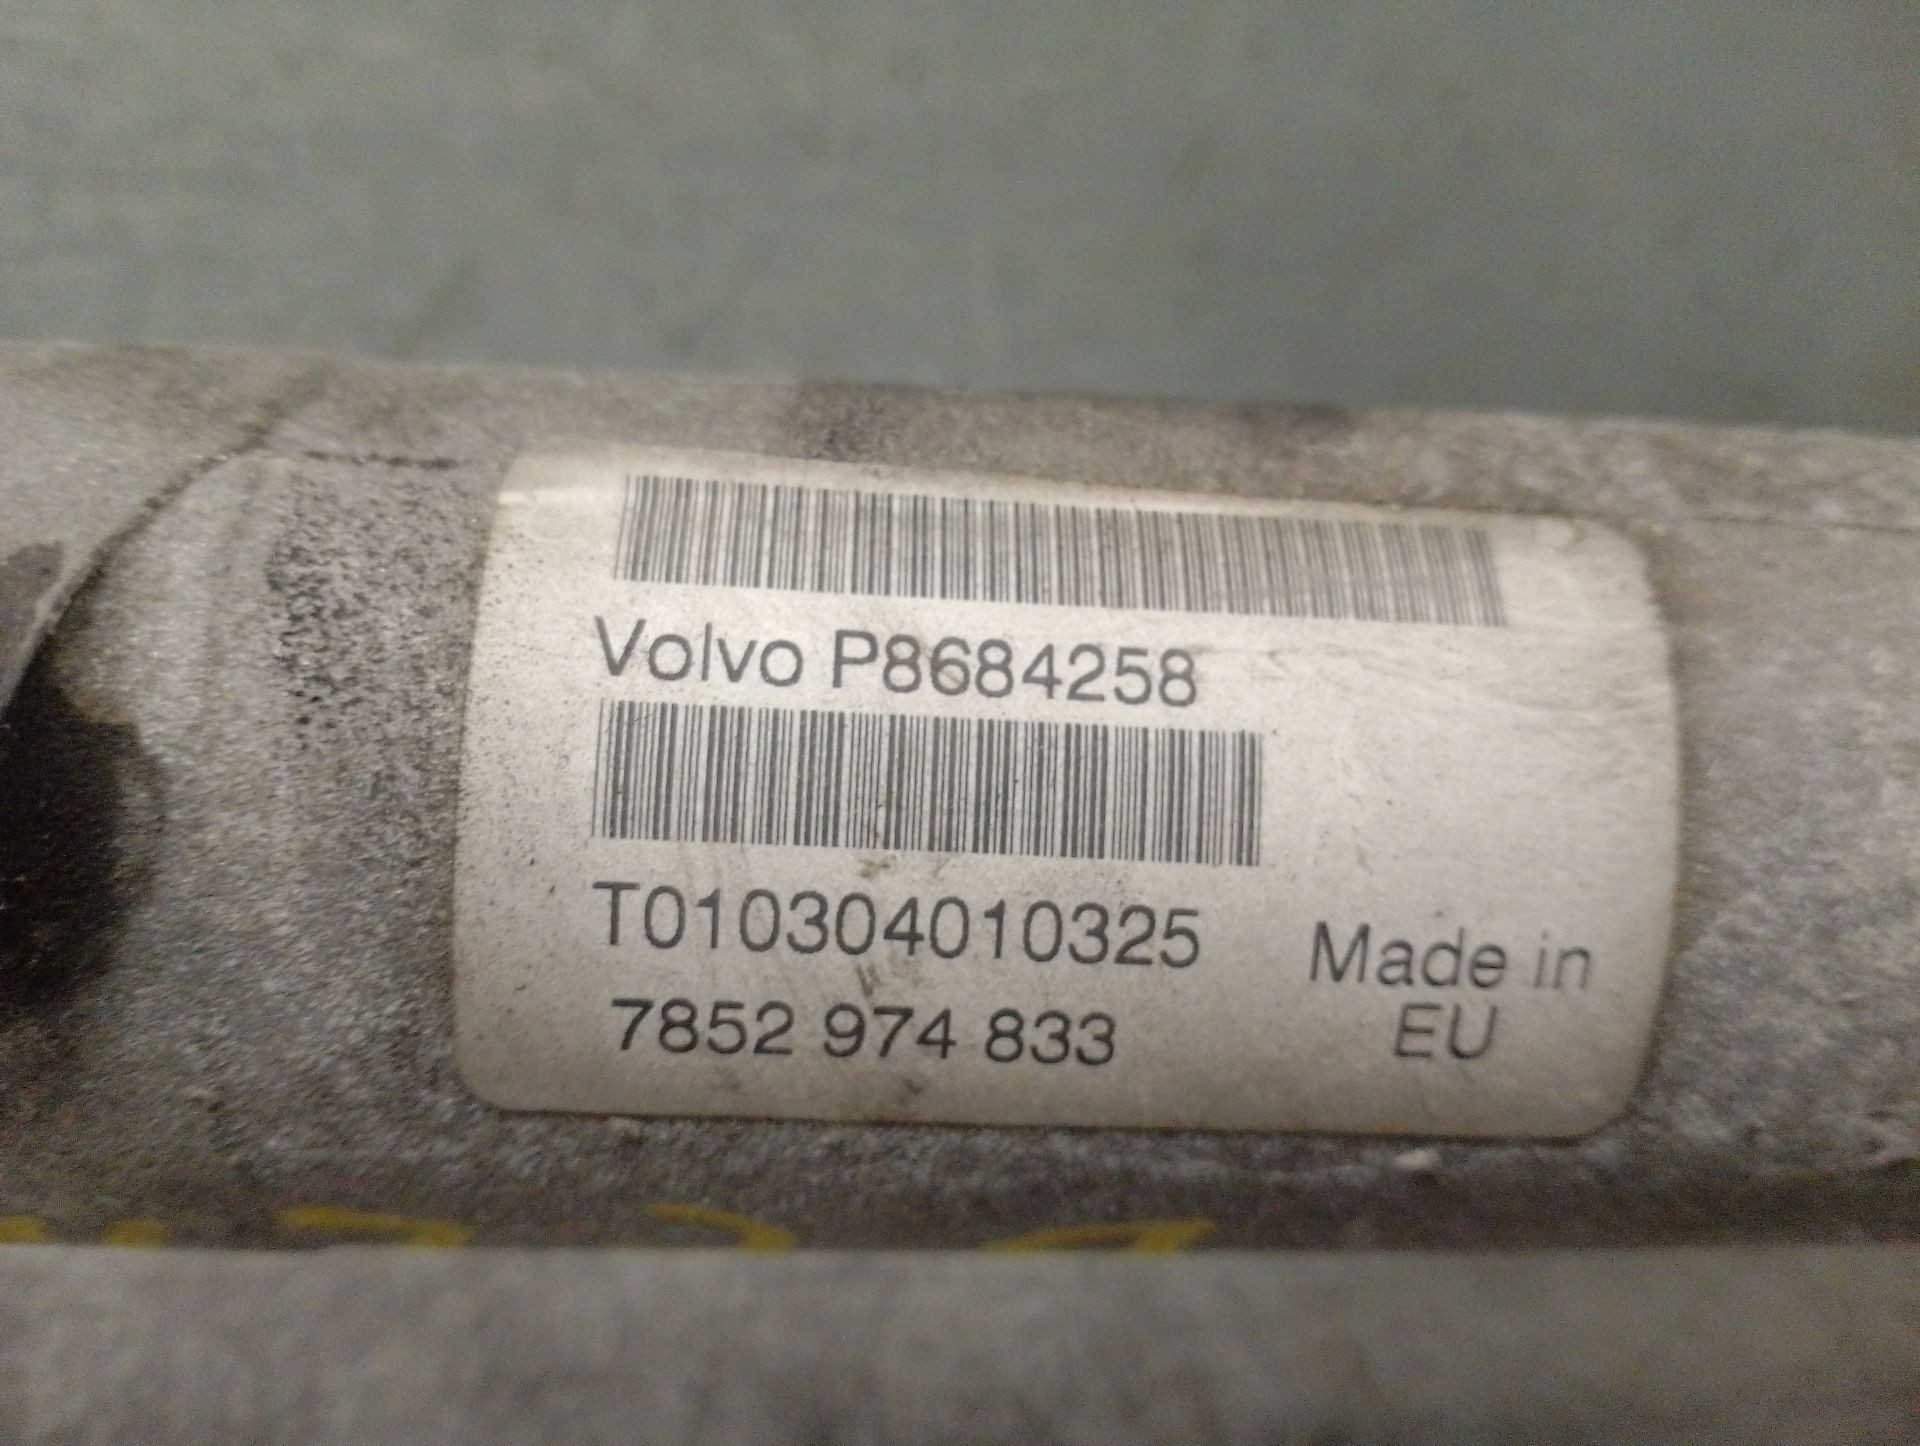 Volvo P8684258
T010304010325
7852 974 833
Made in
EU